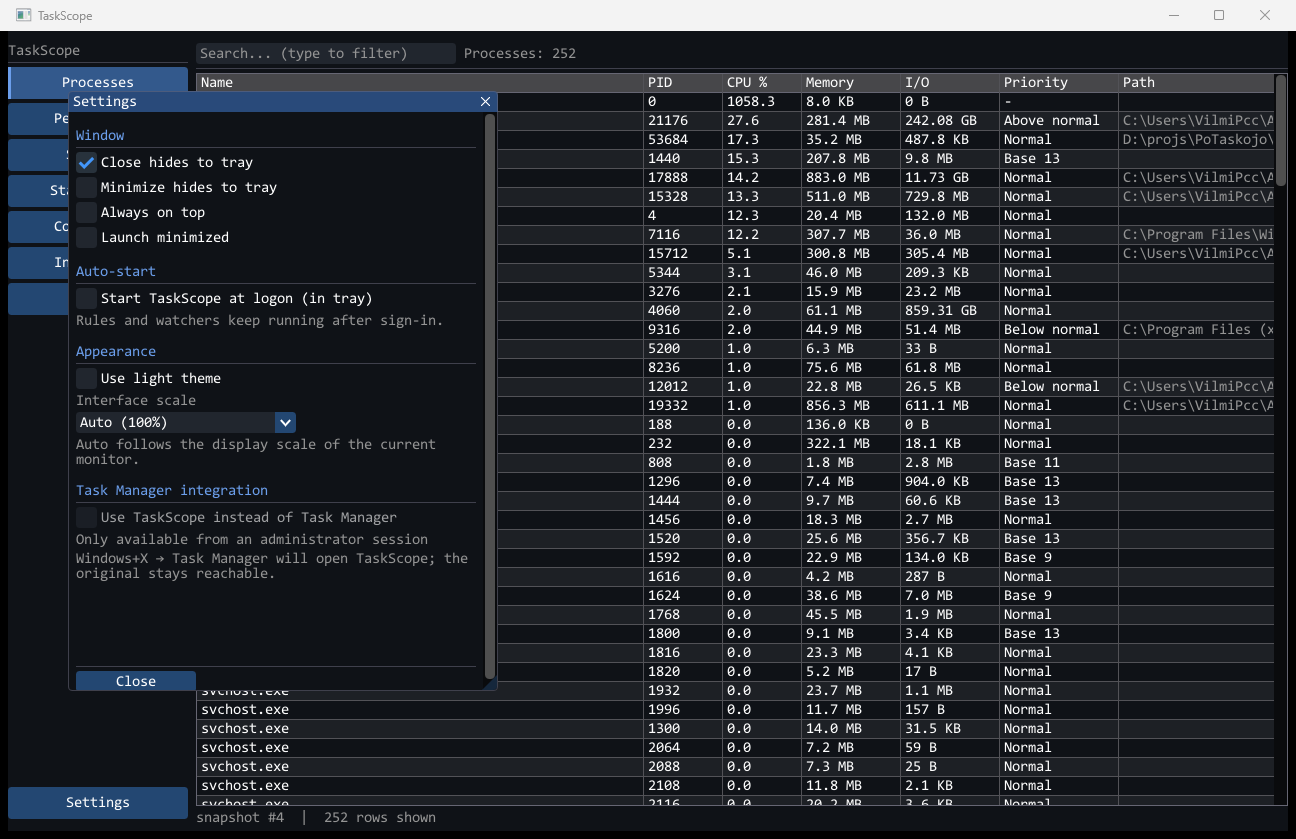 TaskScope
TaskScope
Search... (type to filter) Processes: 252
Processes
Name PID CPU % Memory I/O Priority Path
Settings
Window
Close hides to tray
Minimize hides to tray
Always on top
Launch minimized
Auto-start
Start TaskScope at logon (in tray)
Rules and watchers keep running after sign-in.
Appearance
Use light theme
Interface scale
Auto (100%)
Auto follows the display scale of the current
monitor.
Task Manager integration
Use TaskScope instead of Task Manager
Only available from an administrator session
Windows+X → Task Manager will open TaskScope; the
original stays reachable.
Close
0 1058.3 8.0 KB 0 B -
21176 27.6 281.4 MB 242.08 GB Above normal C:\Users\VilmiPcc\A
53684 17.3 35.2 MB 487.8 KB Normal D:\projs\PoTaskojo\
1440 15.3 207.8 MB 9.8 MB Base 13
17888 14.2 883.0 MB 11.73 GB Normal C:\Users\VilmiPcc\A
15328 13.3 511.0 MB 729.8 MB Normal C:\Users\VilmiPcc\A
4 12.3 20.4 MB 132.0 MB Normal
7116 12.2 307.7 MB 36.0 MB Normal C:\Program Files\Wi
15712 5.1 300.8 MB 305.4 MB Normal C:\Users\VilmiPcc\A
5344 3.1 46.0 MB 209.3 KB Normal
3276 2.1 15.9 MB 23.2 MB Normal
4060 2.0 61.1 MB 859.31 GB Normal
9316 2.0 44.9 MB 51.4 MB Below normal C:\Program Files (x
5200 1.0 6.3 MB 33 B Normal
8236 1.0 75.6 MB 61.8 MB Normal
12012 1.0 22.8 MB 26.5 KB Below normal C:\Users\VilmiPcc\A
19332 1.0 856.3 MB 611.1 MB Normal C:\Users\VilmiPcc\A
188 0.0 136.0 KB 0 B Normal
232 0.0 322.1 MB 18.1 KB Normal
808 0.0 1.8 MB 2.8 MB Base 11
1296 0.0 7.4 MB 904.0 KB Base 13
1444 0.0 9.7 MB 60.6 KB Base 13
1456 0.0 18.3 MB 2.7 MB Normal
1520 0.0 25.6 MB 356.7 KB Base 13
1592 0.0 22.9 MB 134.0 KB Base 9
1616 0.0 4.2 MB 287 B Normal
1624 0.0 38.6 MB 7.0 MB Base 9
1768 0.0 45.5 MB 1.9 MB Normal
1800 0.0 9.1 MB 3.4 KB Base 13
1816 0.0 23.3 MB 4.1 KB Normal
1820 0.0 5.2 MB 17 B Normal
svchost.exe 1932 0.0 23.7 MB 1.1 MB Normal
svchost.exe 1996 0.0 11.7 MB 157 B Normal
svchost.exe 1300 0.0 14.0 MB 31.5 KB Normal
svchost.exe 2064 0.0 7.2 MB 59 B Normal
svchost.exe 2088 0.0 7.3 MB 25 B Normal
svchost.exe 2108 0.0 11.8 MB 2.1 KB Normal
svchost.exe 2116 0.0 20.2 MB 3.6 KB Normal
Settings
snapshot #4 | 252 rows shown